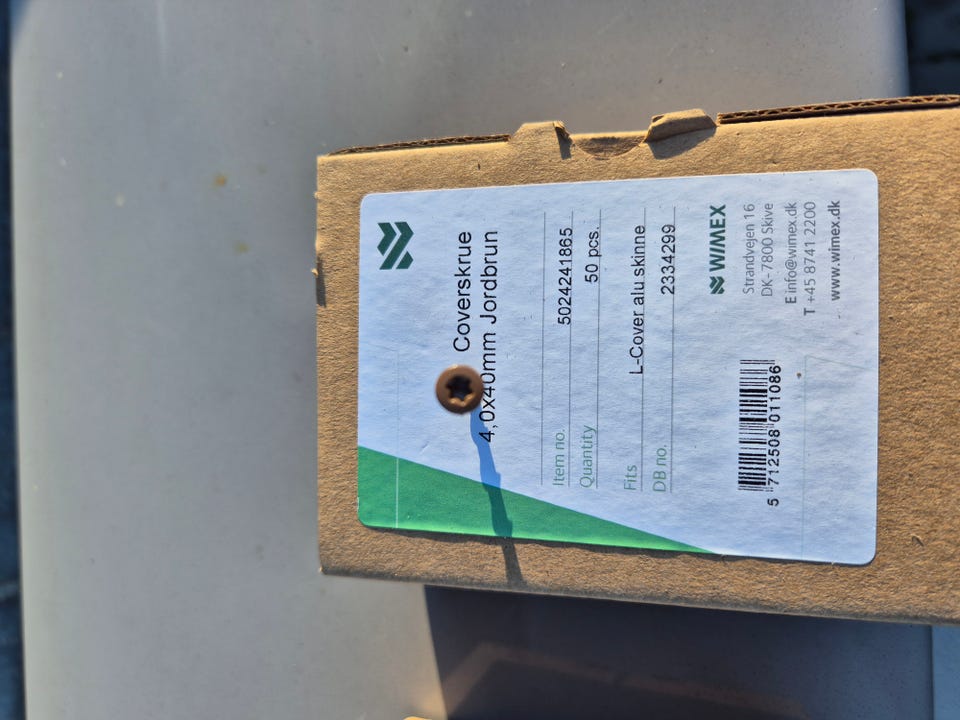 Coverskrue
4,0x40mm Jordbrun
Item no. 5024241865
Quantity 50 pcs.
Fits L-Cover alu skinne
DB no. 2334299
5 712508 011086
WIMEX
Strandvejen 16
DK-7800 Skive
E info@wimex.dk
T +45 8741 2200
www.wimex.dk